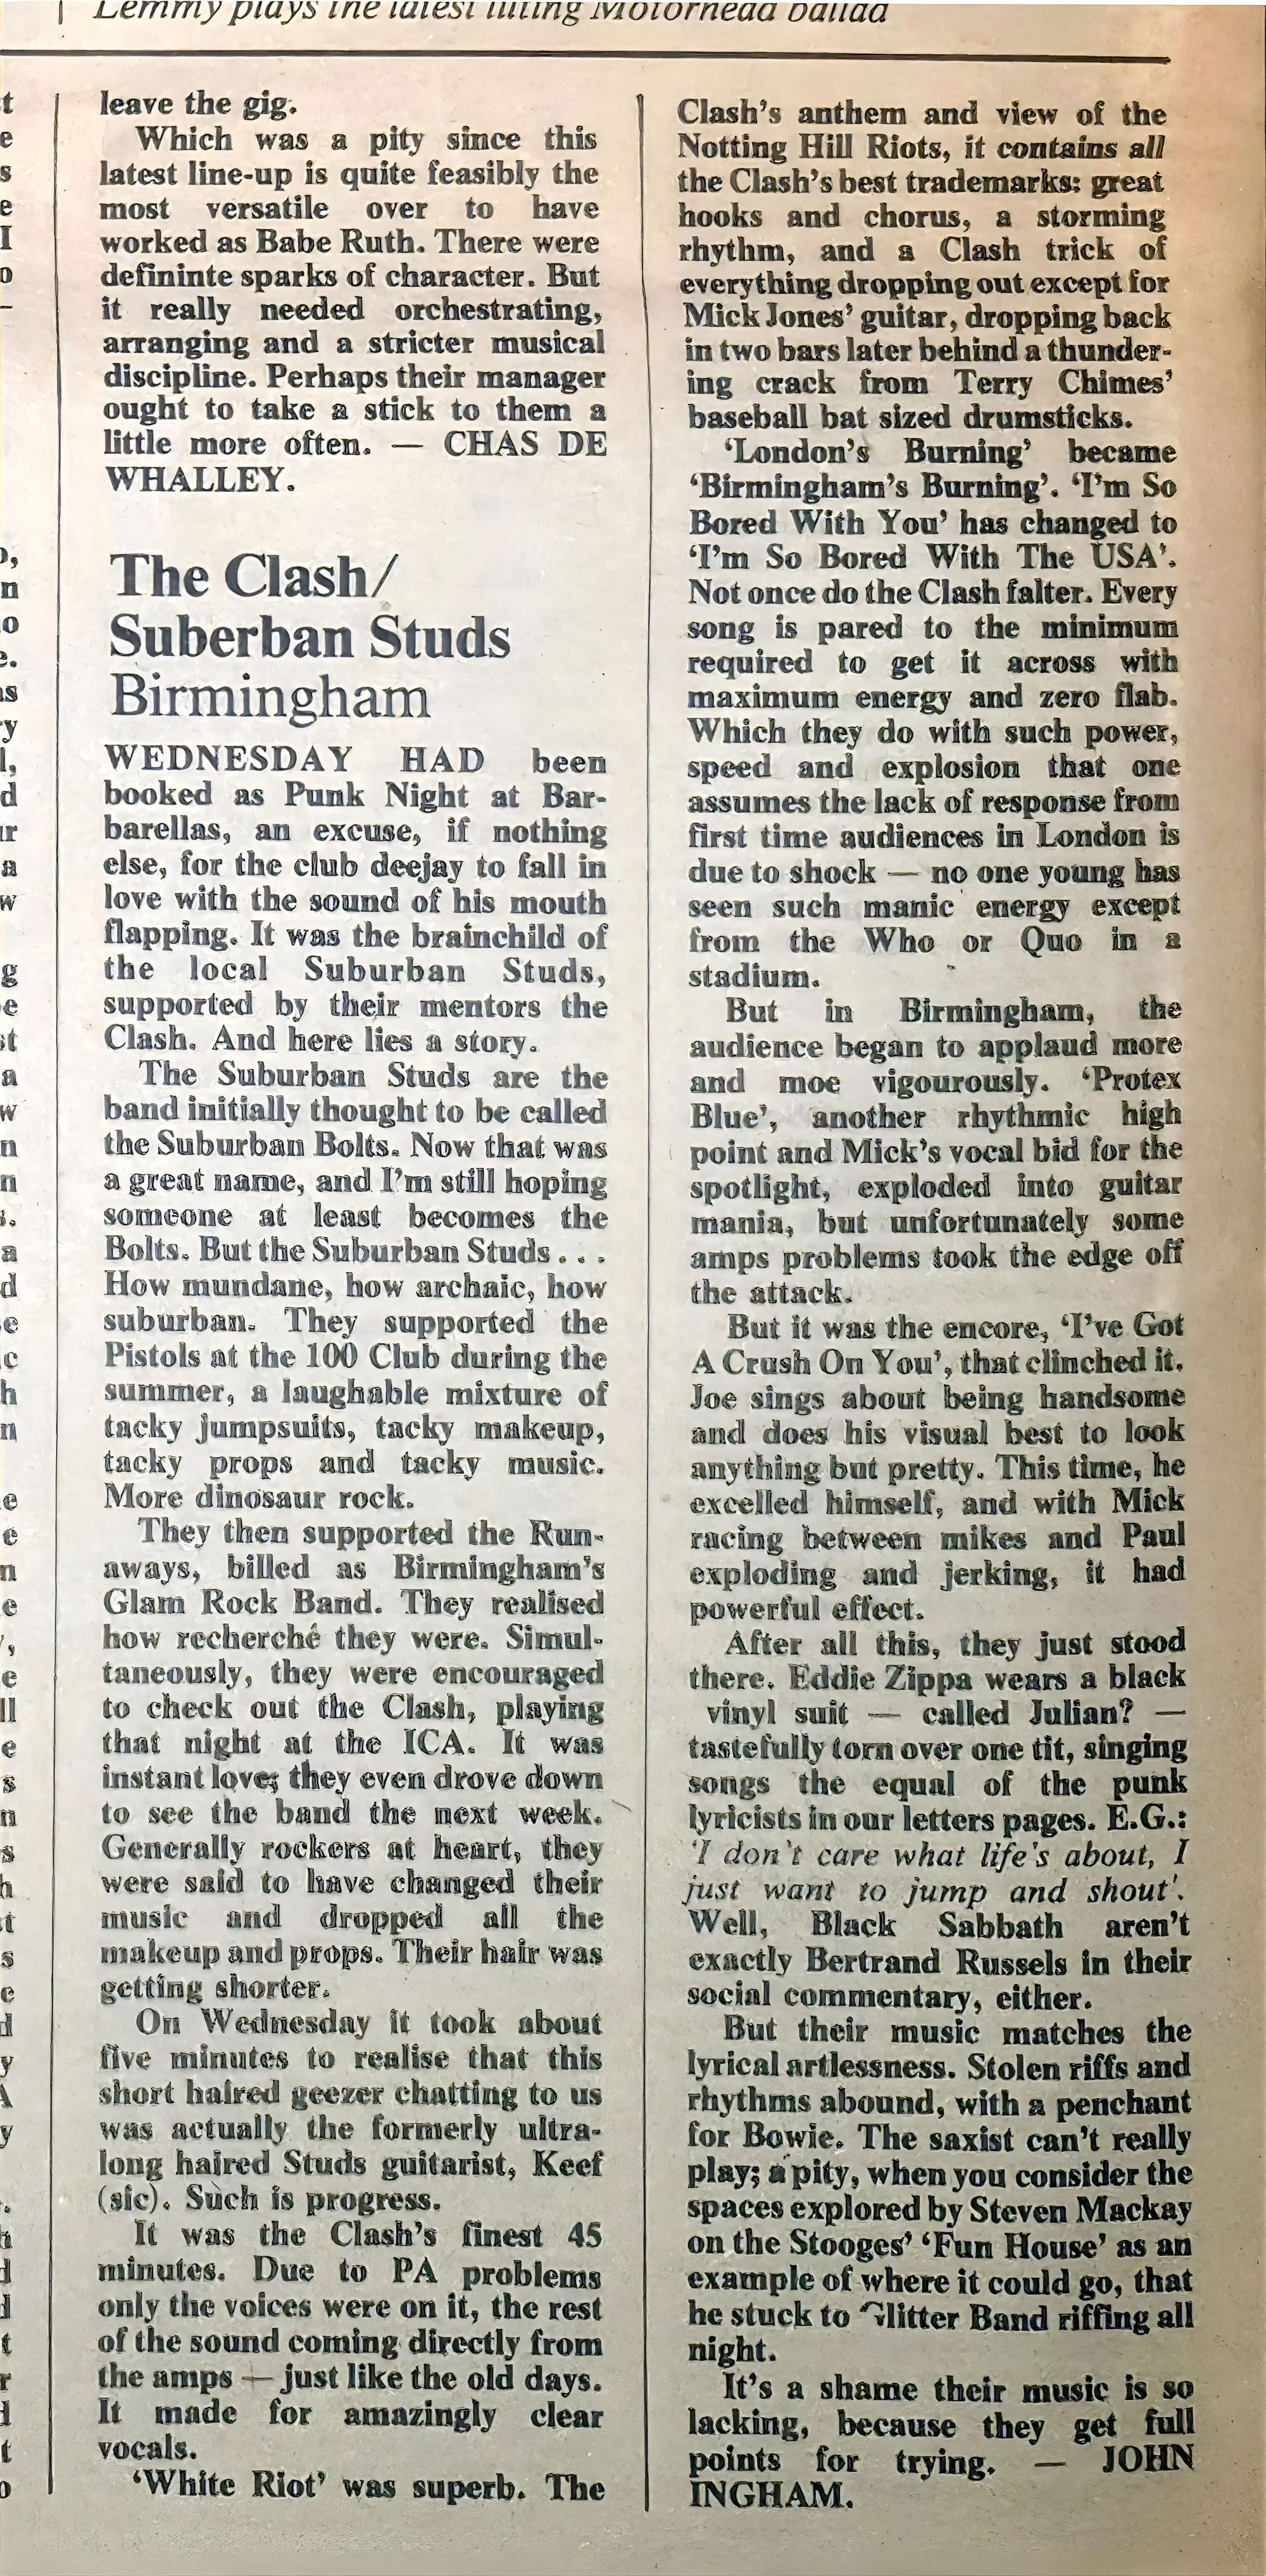 Lemmy plays the latest lilting Motorhead ballad
leave the gig.
Which was a pity since this
latest line-up is quite feasibly the
most versatile over to have
worked as Babe Ruth. There were
defininte sparks of character. But
it really needed orchestrating,
arranging and a stricter musical
discipline. Perhaps their manager
ought to take a stick to them a
little more often. — CHAS DE
WHALLEY.
The Clash/
Suberban Studs
Birmingham
WEDNESDAY HAD been
booked as Punk Night at Bar-
barellas, an excuse, if nothing
else, for the club deejay to fall in
love with the sound of his mouth
flapping. It was the brainchild of
the local Suburban Studs,
supported by their mentors the
Clash. And here lies a story.
The Suburban Studs are the
band initially thought to be called
the Suburban Bolts. Now that was
a great name, and I'm still hoping
someone at least becomes the
Bolts. But the Suburban Studs . . .
How mundane, how archaic, how
suburban. They supported the
Pistols at the 100 Club during the
summer, a laughable mixture of
tacky jumpsuits, tacky makeup,
tacky props and tacky music.
More dinosaur rock.
They then supported the Run-
aways, billed as Birmingham's
Glam Rock Band. They realised
how recherché they were. Simul-
taneously, they were encouraged
to check out the Clash, playing
that night at the ICA. It was
instant love; they even drove down
to see the band the next week.
Generally rockers at heart, they
were said to have changed their
music and dropped all the
makeup and props. Their hair was
getting shorter.
On Wednesday it took about
five minutes to realise that this
short haired geezer chatting to us
was actually the formerly ultra-
long haired Studs guitarist, Keef
(sic). Such is progress.
It was the Clash's finest 45
minutes. Due to PA problems
only the voices were on it, the rest
of the sound coming directly from
the amps — just like the old days.
It made for amazingly clear
vocals.
'White Riot' was superb. The
Clash's anthem and view of the
Notting Hill Riots, it contains all
the Clash's best trademarks: great
hooks and chorus, a storming
rhythm, and a Clash trick of
everything dropping out except for
Mick Jones' guitar, dropping back
in two bars later behind a thunder-
ing crack from Terry Chimes'
baseball bat sized drumsticks.
'London's Burning' became
'Birmingham's Burning'. 'I'm So
Bored With You' has changed to
'I'm So Bored With The USA'.
Not once do the Clash falter. Every
song is pared to the minimum
required to get it across with
maximum energy and zero flab.
Which they do with such power,
speed and explosion that one
assumes the lack of response from
first time audiences in London is
due to shock — no one young has
seen such manic energy except
from the Who or Quo in a
stadium.
But in Birmingham, the
audience began to applaud more
and moe vigourously. 'Protex
Blue', another rhythmic high
point and Mick's vocal bid for the
spotlight, exploded into guitar
mania, but unfortunately some
amps problems took the edge off
the attack.
But it was the encore, 'I've Got
A Crush On You', that clinched it.
Joe sings about being handsome
and does his visual best to look
anything but pretty. This time, he
excelled himself, and with Mick
racing between mikes and Paul
exploding and jerking, it had
powerful effect.
After all this, they just stood
there. Eddie Zippa wears a black
vinyl suit — called Julian? —
tastefully torn over one tit, singing
songs the equal of the punk
lyricists in our letters pages. E.G.:
'I don't care what life's about, I
just want to jump and shout'.
Well, Black Sabbath aren't
exactly Bertrand Russels in their
social commentary, either.
But their music matches the
lyrical artlessness. Stolen riffs and
rhythms abound, with a penchant
for Bowie. The saxist can't really
play; a pity, when you consider the
spaces explored by Steven Mackay
on the Stooges' 'Fun House' as an
example of where it could go, that
he stuck to Glitter Band riffing all
night.
It's a shame their music is so
lacking, because they get full
points for trying. — JOHN
INGHAM.